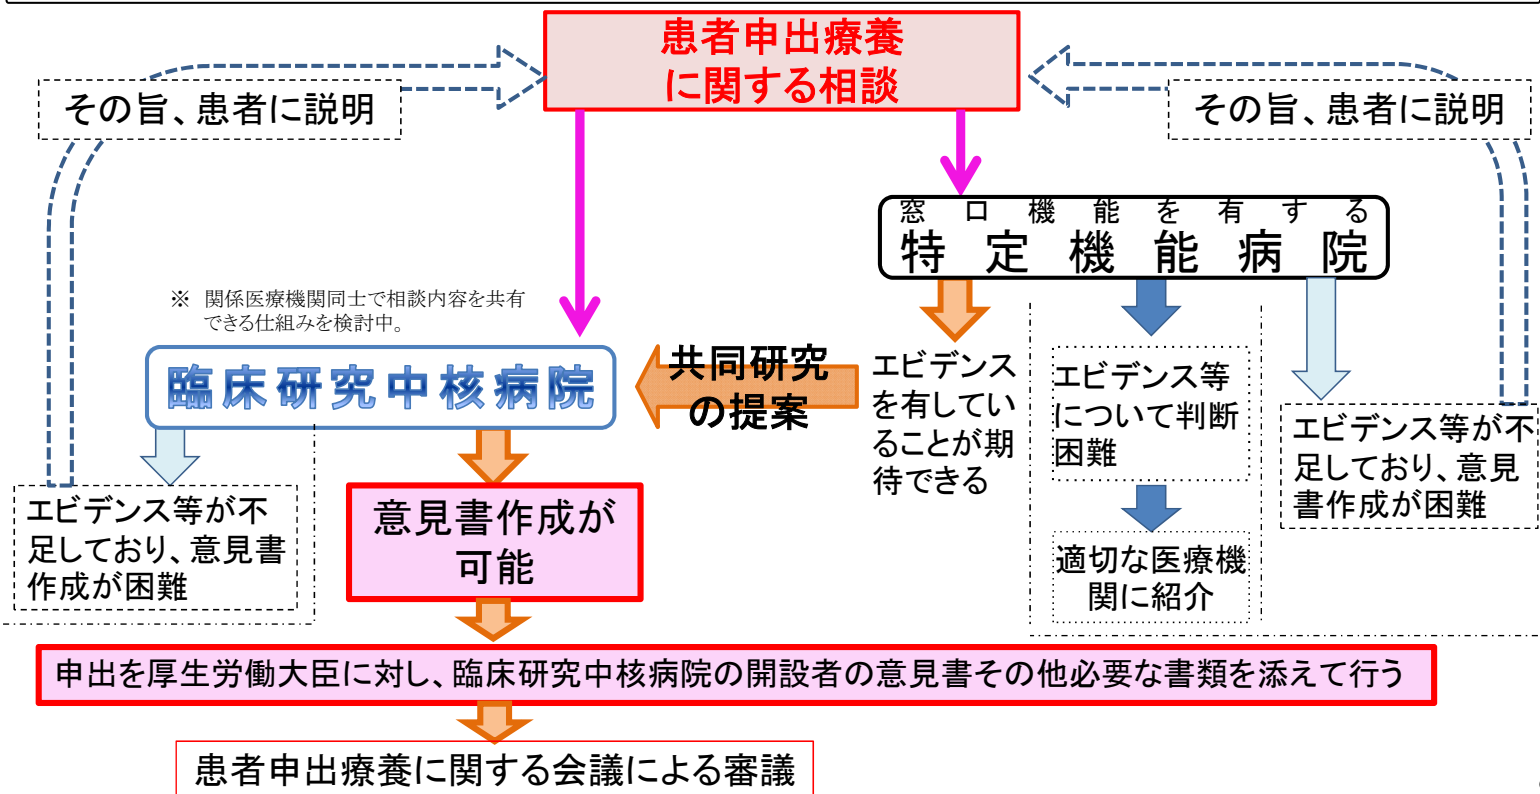 患者申出療養
に関する相談
その旨、患者に説明
その旨、患者に説明
窓口機能を有する
特定機能病院
※ 関係医療機関同士で相談内容を共有
できる仕組みを検討中。
臨床研究中核病院
共同研究
の提案
エビデンス
を有してい
ることが期
待できる
エビデンス等
について判断
困難
適切な医療機
関に紹介
エビデンス等が不
足しており、意見
書作成が困難
エビデンス等が不
足しており、意見書
作成が困難
意見書作成が
可能
申出を厚生労働大臣に対し、臨床研究中核病院の開設者の意見書その他必要な書類を添えて行う
患者申出療養に関する会議による審議